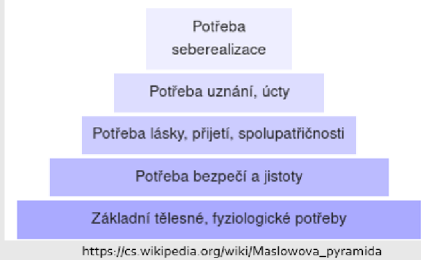 Potřeba
seberealizace
Potřeba uznání, úcty
Potřeba lásky, přijetí, spolupatřičnosti
Potřeba bezpečí a jistoty
Základní tělesné, fyziologické potřeby
https://cs.wikipedia.org/wiki/Maslowova_pyramida